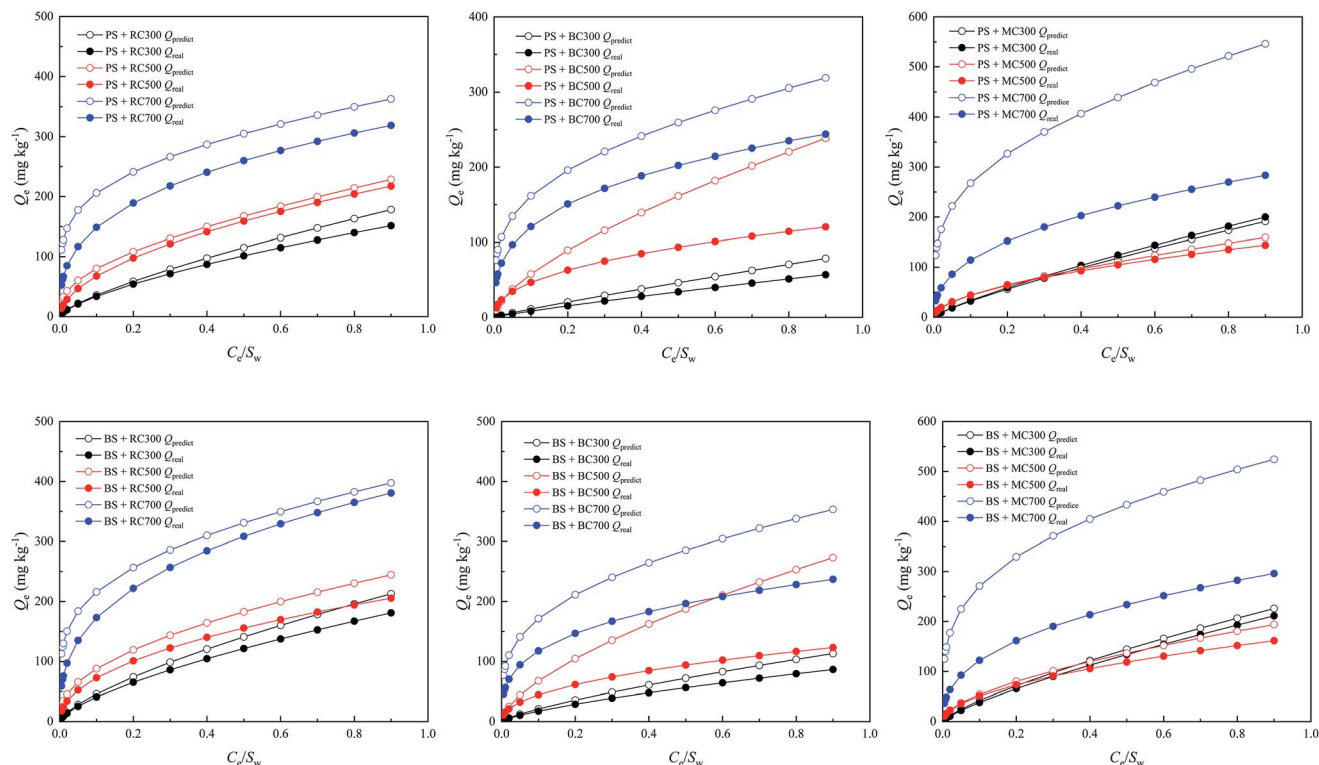 500
400
300
200
100
0
0.0 0.2 0.4 0.6 0.8 1.0
Qe (mg kg-1)
Ce/Sw
PS + RC300 Qpredict
PS + RC300 Qreal
PS + RC500 Qpredict
PS + RC500 Qreal
PS + RC700 Qpredict
PS + RC700 Qreal
400
300
200
100
0
0.0 0.2 0.4 0.6 0.8 1.0
Qe (mg kg-1)
Ce/Sw
PS + BC300 Qpredict
PS + BC300 Qreal
PS + BC500 Qpredict
PS + BC500 Qreal
PS + BC700 Qpredict
PS + BC700 Qreal
600
500
400
300
200
100
0
0.0 0.2 0.4 0.6 0.8 1.0
Qe (mg kg-1)
Ce/Sw
PS + MC300 Qpredict
PS + MC300 Qreal
PS + MC500 Qpredict
PS + MC500 Qreal
PS + MC700 Qpredice
PS + MC700 Qreal
500
400
300
200
100
0
0.0 0.2 0.4 0.6 0.8 1.0
Qe (mg kg-1)
Ce/Sw
BS + RC300 Qpredict
BS + RC300 Qreal
BS + RC500 Qpredict
BS + RC500 Qreal
BS + RC700 Qpredict
BS + RC700 Qreal
500
400
300
200
100
0
0.0 0.2 0.4 0.6 0.8 1.0
Qe (mg kg-1)
Ce/Sw
BS + BC300 Qpredict
BS + BC300 Qreal
BS + BC500 Qpredict
BS + BC500 Qreal
BS + BC700 Qpredict
BS + BC700 Qreal
600
500
400
300
200
100
0
0.0 0.2 0.4 0.6 0.8 1.0
Qe (mg kg-1)
Ce/Sw
BS + MC300 Qpredict
BS + MC300 Qreal
BS + MC500 Qpredict
BS + MC500 Qreal
BS + MC700 Qpredice
BS + MC700 Qreal